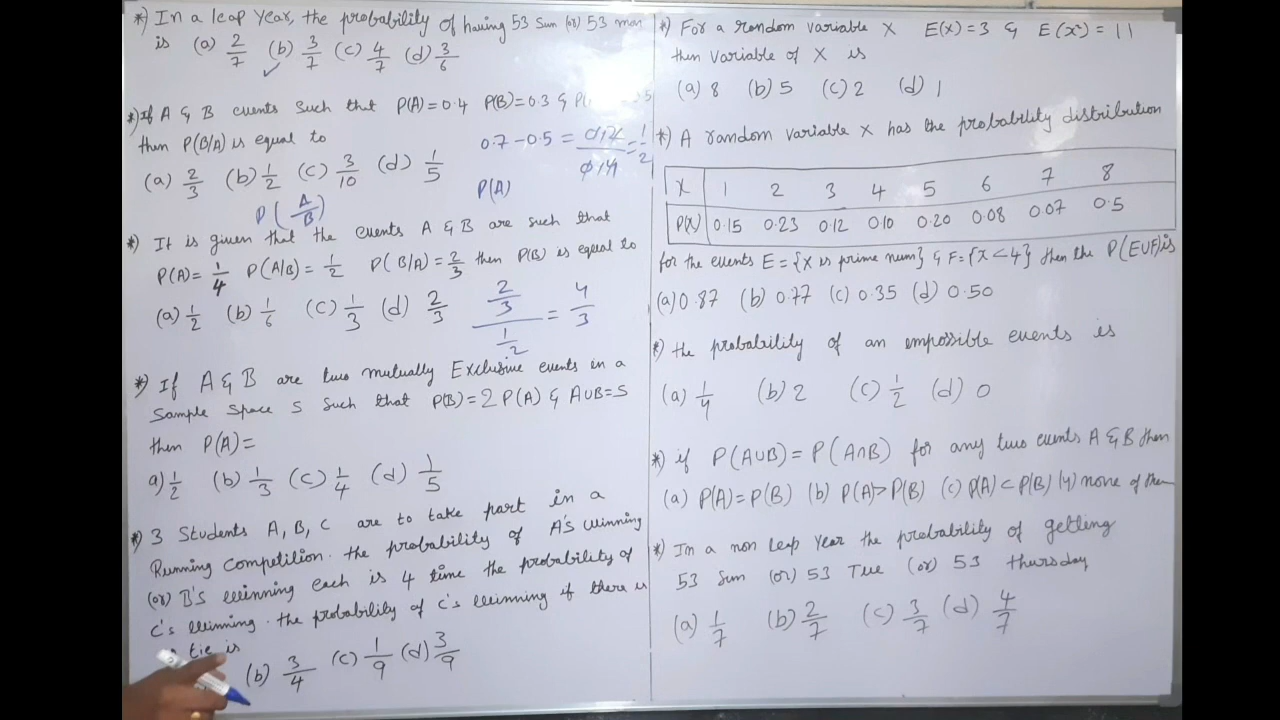 *) In a leap year, the probability of having 53 Sun (or) 53 mon
is (a) 2/7 (b) 3/7 (c) 4/7 (d) 3/6
✓
*) If A & B events such that P(A)=0.4 P(B)=0.3 & P( 0.5
then P(B/A) is equal to
0.7-0.5 = 0.2/0.4 = 1/2
(a) 2/3 (b) 1/2 (c) 3/10 (d) 1/5
P(A)
P(A/B)
*) It is given that the events A & B are such that
P(A)= 1/4 P(A/B)= 1/2 P(B/A)= 2/3 then P(B) is equal to
(a) 1/2 (b) 1/6 (c) 1/3 (d) 2/3
2/3 / 1/2 = 4/3
*) If A & B are two mutually Exclusive events in a
Sample Space S such that P(B)=2P(A) & AUB=S
then P(A)=
a) 1/2 (b) 1/3 (c) 1/4 (d) 1/5
*) 3 Students A, B, C are to take part in a
Running competition. the probability of A's winning
(or) B's winning each is 4 time the probability of
C's winning. the probability of C's winning if there is
tie is
(b) 3/4 (c) 1/9 (d) 3/9
*) For a random variable X E(x)=3 & E(x²)=11
then variable of X is
(a) 8 (b) 5 (c) 2 (d) 1
*) A random variable X has the probability distribution
X 1 2 3 4 5 6 7 8
P(X) 0.15 0.23 0.12 0.10 0.20 0.08 0.07 0.5
for the events E={X is prime num} & F={X<4} then the P(EUF) is
(a) 0.87 (b) 0.77 (c) 0.35 (d) 0.50
*) the probability of an empossible events is
(a) 1/4 (b) 2 (c) 1/2 (d) 0
*) if P(AUB)=P(A∩B) for any two events A & B then
(a) P(A)=P(B) (b) P(A)>P(B) (c) P(A)<P(B) (4) none of them
*) In a non leap year the probability of getting
53 Sun (or) 53 Tue (or) 53 thursday
(a) 1/7 (b) 2/7 (c) 3/7 (d) 4/7